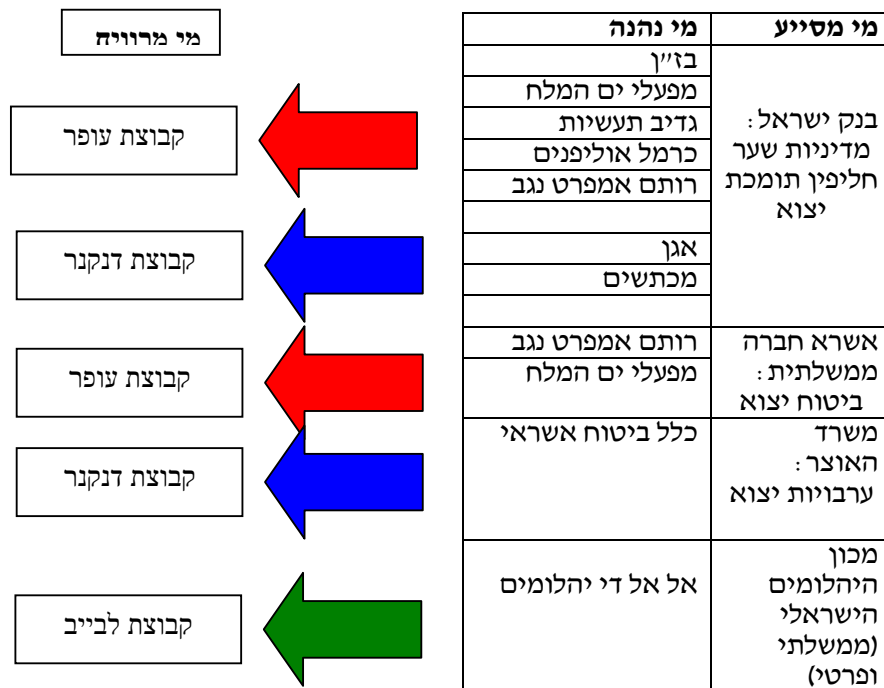 מי מסייע
מי נהנה
מי מרוויח
בנק ישראל:
מדיניות שער
חליפין תומכת
יצוא
בז"ן
מפעלי ים המלח
גדיב תעשיות
כרמל אוליפנים
רותם אמפרט נגב
קבוצת עופר
אגן
מכתשים
קבוצת דנקנר
אשרא חברה
ממשלתית:
ביטוח יצוא
רותם אמפרט נגב
מפעלי ים המלח
קבוצת עופר
משרד
האוצר:
ערבויות יצוא
כלל ביטוח אשראי
קבוצת דנקנר
מכון
היהלומים
הישראלי
(ממשלתי
ופרטי)
אל אל די יהלומים
קבוצת לבייב